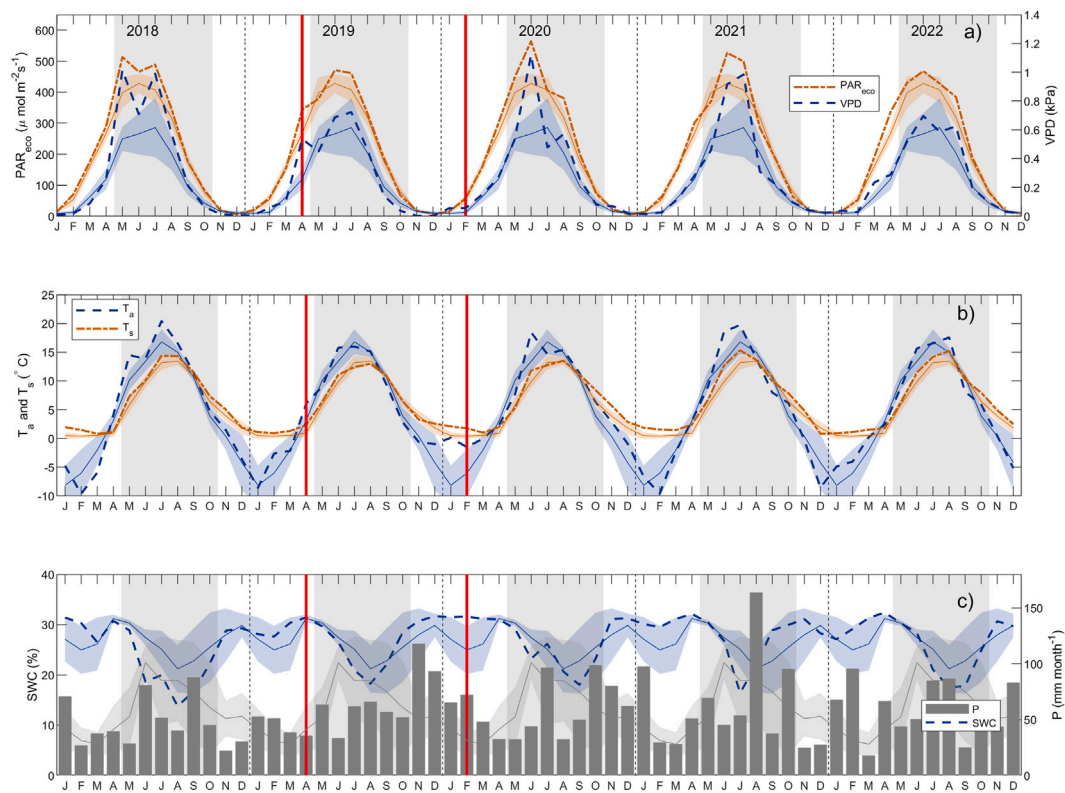 600
500
400
300
200
100
0
PAReco (μ mol m-2s-1)
2018
2019
2020
2021
2022
a)
PAReco
VPD
1.4
1.2
1
0.8
0.6
0.4
0.2
0
VPD (kPa)
J F M A M J J A S O N D J F M A M J J A S O N D J F M A M J J A S O N D J F M A M J J A S O N D J F M A M J J A S O N D
25
20
15
10
5
0
-5
-10
Ta and Ts (° C)
Ta
Ts
b)
J F M A M J J A S O N D J F M A M J J A S O N D J F M A M J J A S O N D J F M A M J J A S O N D J F M A M J J A S O N D
40
30
20
10
0
SWC (%)
c)
P
SWC
150
100
50
0
P (mm month-1)
J F M A M J J A S O N D J F M A M J J A S O N D J F M A M J J A S O N D J F M A M J J A S O N D J F M A M J J A S O N D